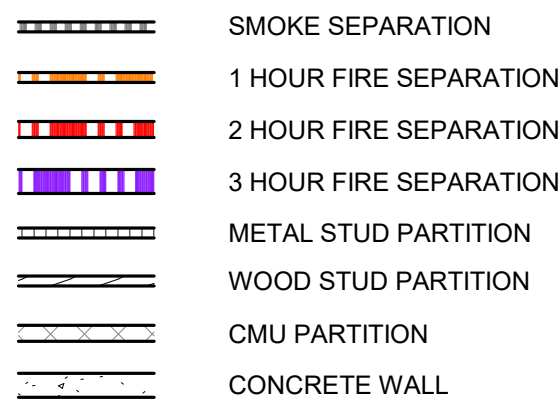 SMOKE SEPARATION
1 HOUR FIRE SEPARATION
2 HOUR FIRE SEPARATION
3 HOUR FIRE SEPARATION
METAL STUD PARTITION
WOOD STUD PARTITION
CMU PARTITION
CONCRETE WALL